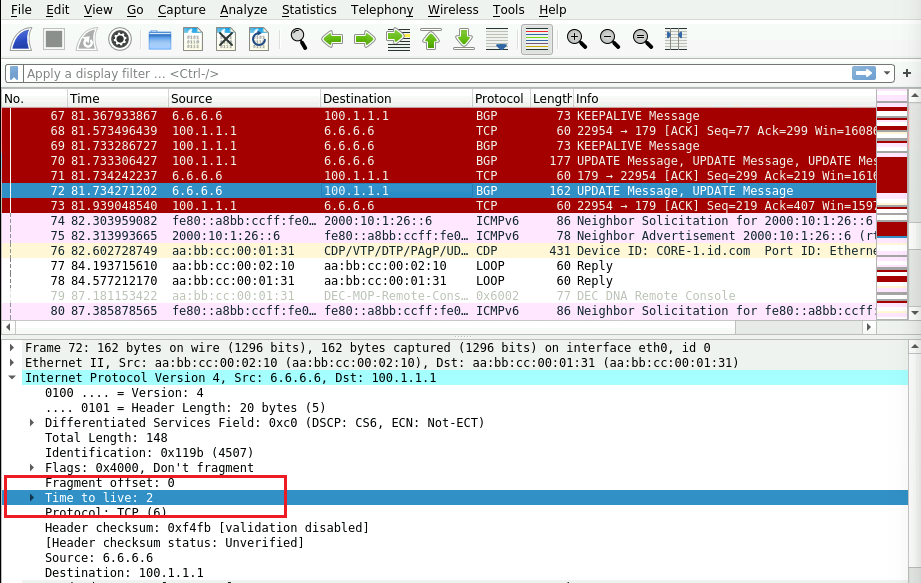 File Edit View Go Capture Analyze Statistics Telephony Wireless Tools Help
Apply a display filter ... <Ctrl-/>
No. Time Source Destination Protocol Length Info
67 81.367933867 6.6.6.6 100.1.1.1 BGP 73 KEEPALIVE Message
68 81.573496439 100.1.1.1 6.6.6.6 TCP 60 22954 → 179 [ACK] Seq=77 Ack=299 Win=1608
69 81.733286727 100.1.1.1 6.6.6.6 BGP 73 KEEPALIVE Message
70 81.733306427 100.1.1.1 6.6.6.6 BGP 177 UPDATE Message, UPDATE Message, UPDATE Mes
71 81.734242237 6.6.6.6 100.1.1.1 TCP 60 179 → 22954 [ACK] Seq=299 Ack=219 Win=161
72 81.734271202 6.6.6.6 100.1.1.1 BGP 162 UPDATE Message, UPDATE Message
73 81.939048540 100.1.1.1 6.6.6.6 TCP 60 22954 → 179 [ACK] Seq=219 Ack=407 Win=159
74 82.303959082 fe80::a8bb:ccff:fe0… 2000:10:1:26::6 ICMPv6 86 Neighbor Solicitation for 2000:10:1:26::6
75 82.313993665 2000:10:1:26::6 fe80::a8bb:ccff:fe0… ICMPv6 78 Neighbor Advertisement 2000:10:1:26::6 (rt
76 82.602728749 aa:bb:cc:00:01:31 CDP/VTP/DTP/PAgP/UD… CDP 431 Device ID: CORE-1.id.com Port ID: Etherne
77 84.193715610 aa:bb:cc:00:02:10 aa:bb:cc:00:02:10 LOOP 60 Reply
78 84.577212170 aa:bb:cc:00:01:31 aa:bb:cc:00:01:31 LOOP 60 Reply
79 87.181153422 aa:bb:cc:00:01:31 DEC-MOP-Remote-Cons… 0x6002 77 DEC DNA Remote Console
80 87.385878565 fe80::a8bb:ccff:fe0… fe80::a8bb:ccff:fe0… ICMPv6 86 Neighbor Solicitation for fe80::a8bb:ccff:
Frame 72: 162 bytes on wire (1296 bits), 162 bytes captured (1296 bits) on interface eth0, id 0
Ethernet II, Src: aa:bb:cc:00:02:10 (aa:bb:cc:00:02:10), Dst: aa:bb:cc:00:01:31 (aa:bb:cc:00:01:31)
Internet Protocol Version 4, Src: 6.6.6.6, Dst: 100.1.1.1
0100 .... = Version: 4
.... 0101 = Header Length: 20 bytes (5)
Differentiated Services Field: 0xc0 (DSCP: CS6, ECN: Not-ECT)
Total Length: 148
Identification: 0x119b (4507)
Flags: 0x4000, Don't fragment
Fragment offset: 0
Time to live: 2
Protocol: TCP (6)
Header checksum: 0xf4fb [validation disabled]
[Header checksum status: Unverified]
Source: 6.6.6.6
Destination: 100.1.1.1